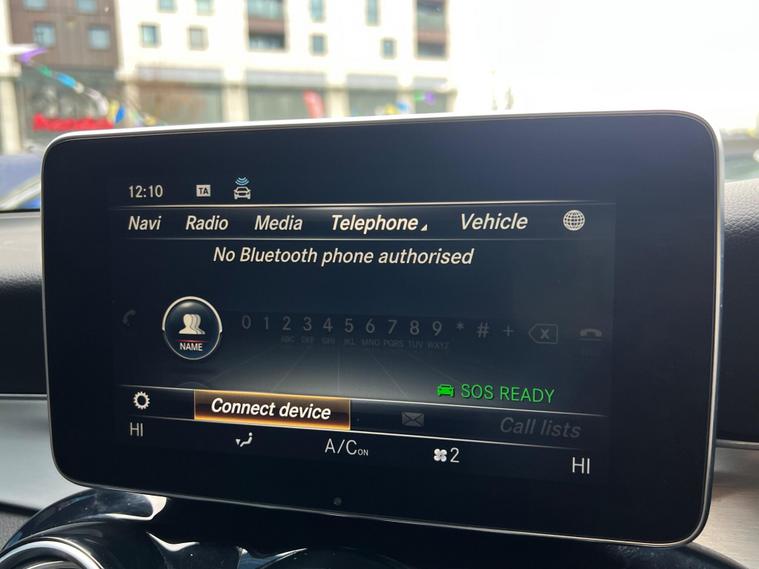 12:10 TA
Navi Radio Media Telephone Vehicle
No Bluetooth phone authorised
0 1 2 3 4 5 6 7 8 9 * # +
ABC DEF GHI JKL MNO PQRS TUV WXYZ
NAME
SOS READY
Connect device Call lists
HI A/C ON 2 HI